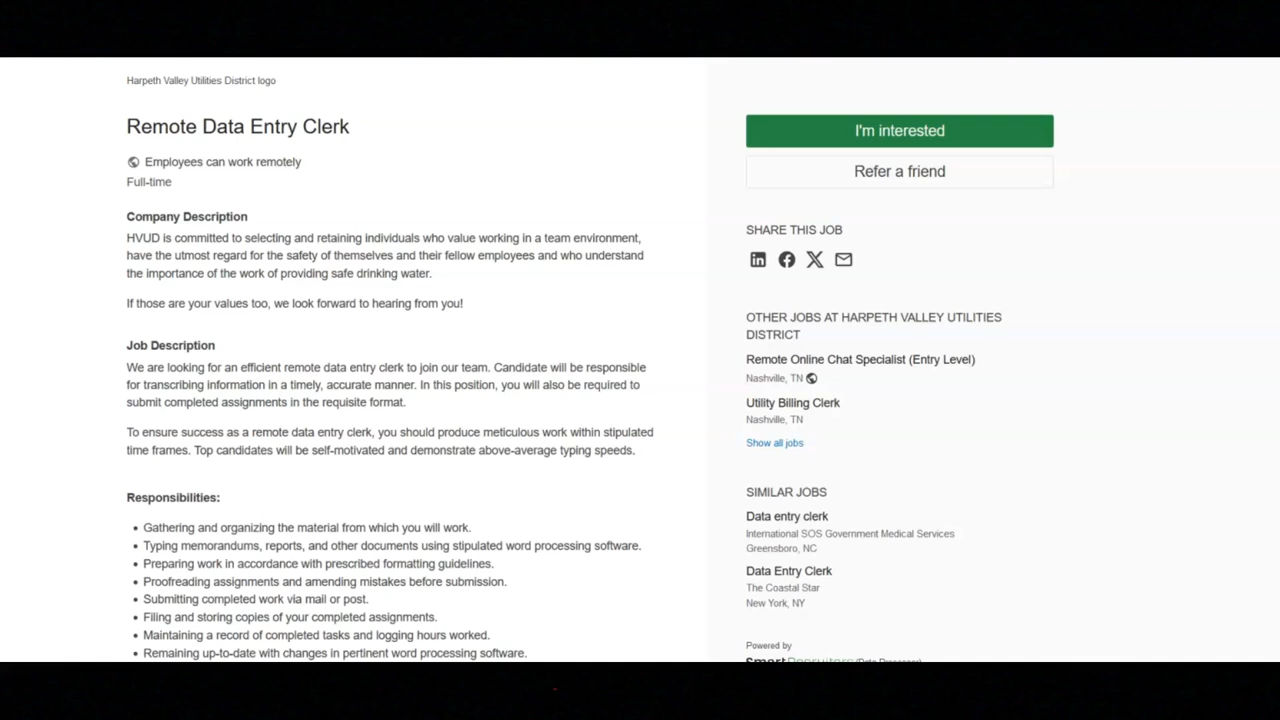 Harpeth Valley Utilities District logo
Remote Data Entry Clerk
Employees can work remotely
Full-time
Company Description
HVUD is committed to selecting and retaining individuals who value working in a team environment,
have the utmost regard for the safety of themselves and their fellow employees and who understand
the importance of the work of providing safe drinking water.
If those are your values too, we look forward to hearing from you!
Job Description
We are looking for an efficient remote data entry clerk to join our team. Candidate will be responsible
for transcribing information in a timely, accurate manner. In this position, you will also be required to
submit completed assignments in the requisite format.
To ensure success as a remote data entry clerk, you should produce meticulous work within stipulated
time frames. Top candidates will be self-motivated and demonstrate above-average typing speeds.
Responsibilities:
• Gathering and organizing the material from which you will work.
• Typing memorandums, reports, and other documents using stipulated word processing software.
• Preparing work in accordance with prescribed formatting guidelines.
• Proofreading assignments and amending mistakes before submission.
• Submitting completed work via mail or post.
• Filing and storing copies of your completed assignments.
• Maintaining a record of completed tasks and logging hours worked.
• Remaining up-to-date with changes in pertinent word processing software.
I'm interested
Refer a friend
SHARE THIS JOB
OTHER JOBS AT HARPETH VALLEY UTILITIES
DISTRICT
Remote Online Chat Specialist (Entry Level)
Nashville, TN
Utility Billing Clerk
Nashville, TN
Show all jobs
SIMILAR JOBS
Data entry clerk
International SOS Government Medical Services
Greensboro, NC
Data Entry Clerk
The Coastal Star
New York, NY
Powered by